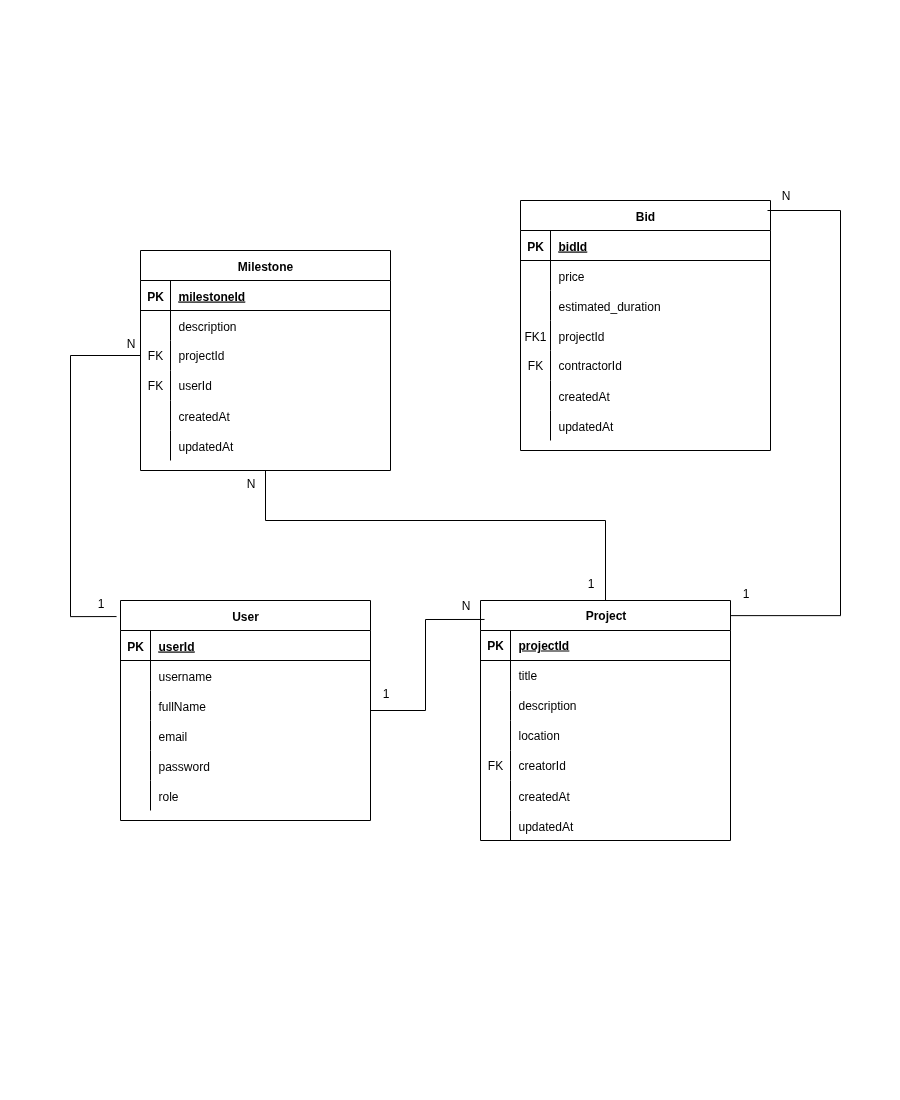 Milestone
PK milestoneId
description
FK projectId
FK userId
createdAt
updatedAt
N
N
Bid
PK bidId
price
estimated_duration
FK1 projectId
FK contractorId
createdAt
updatedAt
N
1
User
PK userId
username
fullName
email
password
role
1
N
1
Project
PK projectId
title
description
location
FK creatorId
createdAt
updatedAt
1